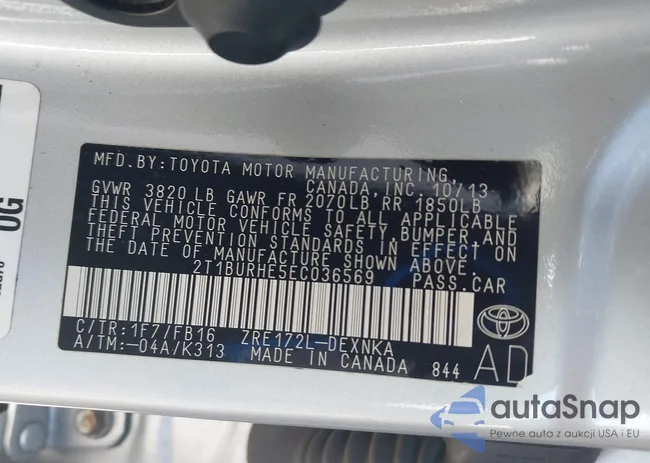 MFD. BY: TOYOTA MOTOR MANUFACTURING,
CANADA, INC. 10/13
GVWR 3820 LB GAWR FR 2070LB RR 1850LB
THIS VEHICLE CONFORMS TO ALL APPLICABLE
FEDERAL MOTOR VEHICLE SAFETY, BUMPER, AND
THEFT PREVENTION STANDARDS IN EFFECT ON
THE DATE OF MANUFACTURE SHOWN ABOVE.
2T1BURHE5EC036569 PASS. CAR
C/TR: 1F7/FB16 ZRE172L-DEXNKA
A/TM: -04A/K313 MADE IN CANADA 844 AD
OG
autaSnap
Pewne auta z aukcji USA i EU